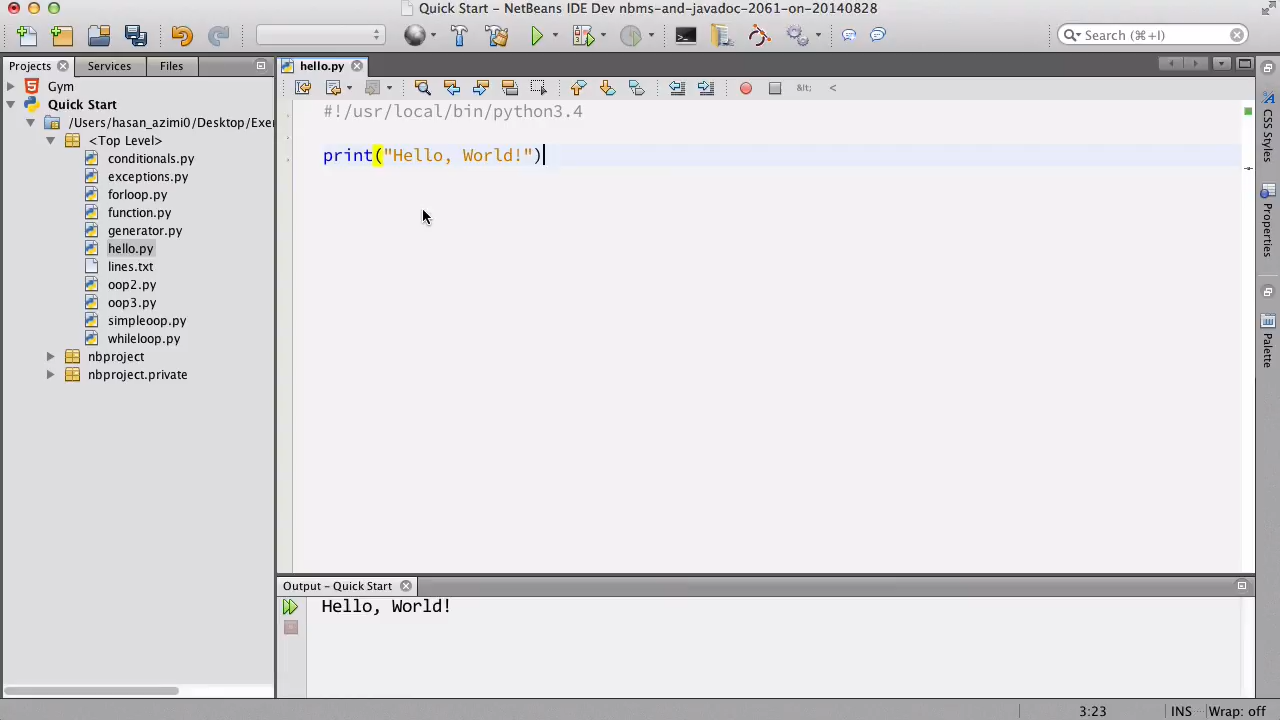 Quick Start – NetBeans IDE Dev nbms-and-javadoc-2061-on-20140828
Search (⌘+I)
Projects
Services
Files
hello.py
Gym
Quick Start
/Users/hasan_azimi0/Desktop/Exer
<Top Level>
conditionals.py
exceptions.py
forloop.py
function.py
generator.py
hello.py
lines.txt
oop2.py
oop3.py
simpleoop.py
whileloop.py
nbproject
nbproject.private
&lt; <
#!/usr/local/bin/python3.4
print("Hello, World!")
CSS Styles
Properties
Palette
Output – Quick Start
Hello, World!
3:23
INS
Wrap: off